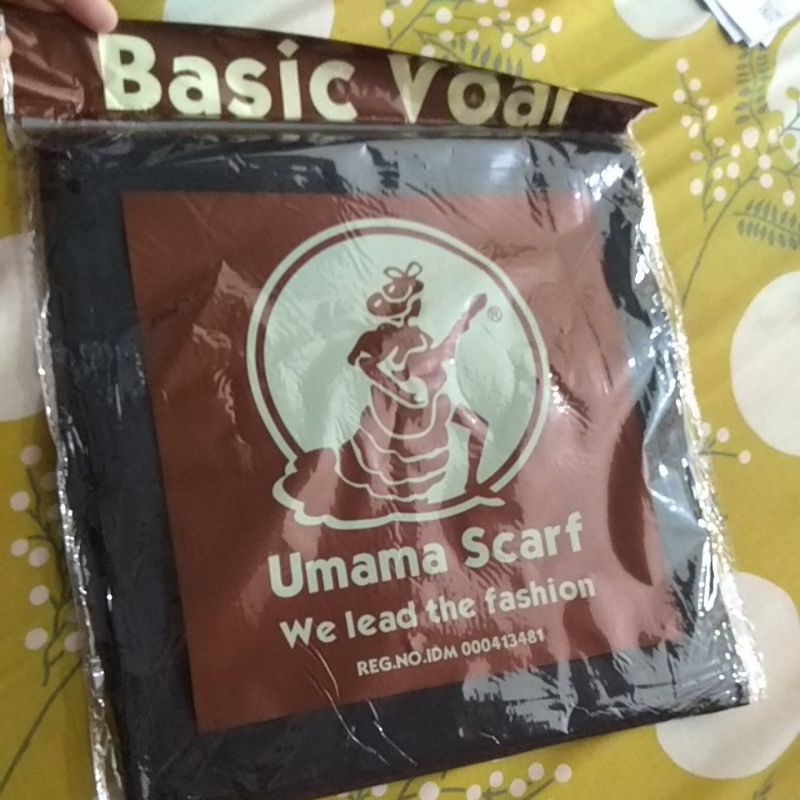 Basic Voal
Umama Scarf
®
We lead the fashion
REG.NO.IDM 000413481